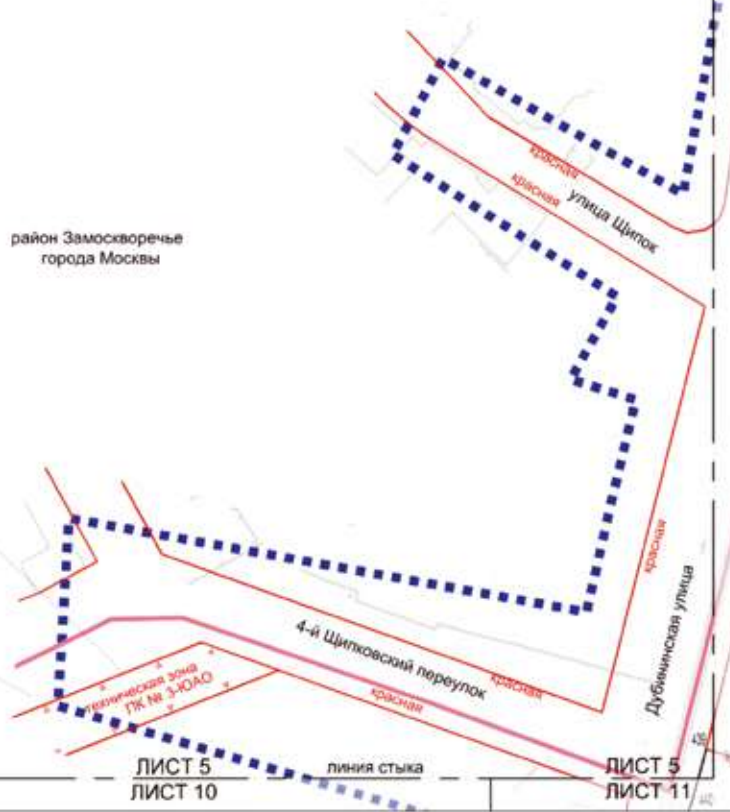 красная
красная
улица Щипок
район Замоскворечье
города Москвы
красная
Дубининская улица
4-й Щипковский переулок
красная
техническая зона
ПК № 3-ЮАО
красная
ЛИСТ 5
линия стыка
ЛИСТ 5
ЛИСТ 10
ЛИСТ 11